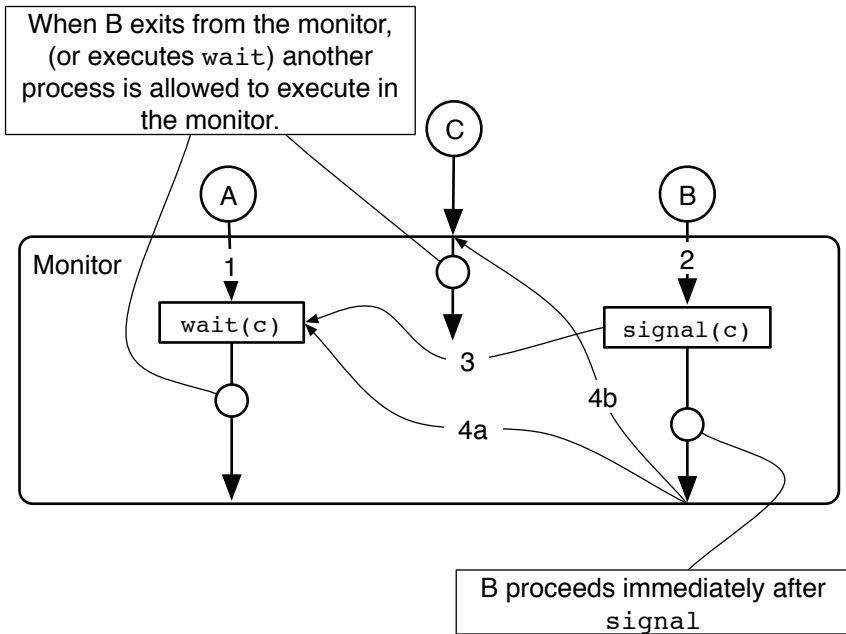 When B exits from the monitor,
(or executes wait) another
process is allowed to execute in
the monitor.
C
A
B
Monitor
1
2
wait(c)
signal(c)
3
4b
4a
B proceeds immediately after
signal